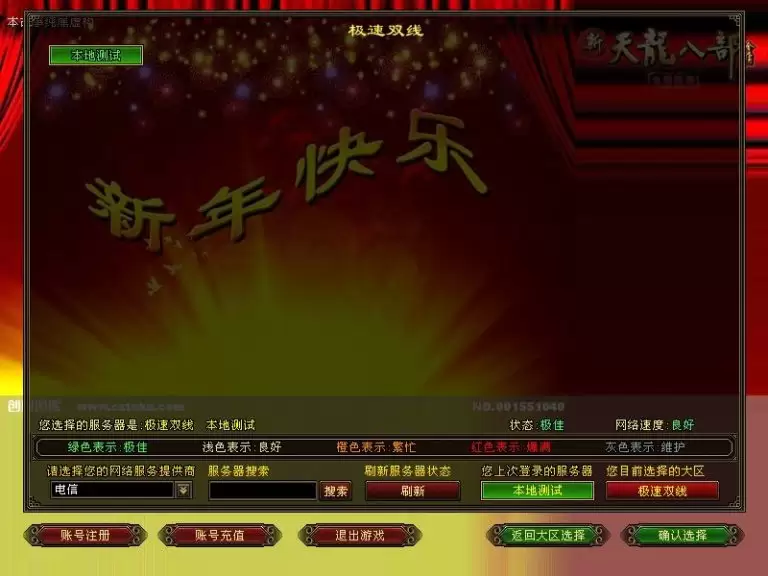 极速双线
本地测试
新天龍八部
新年快乐
NO.001551040
您选择的服务器是:极速双线 本地测试 状态:极佳 网络速度:良好
绿色表示:极佳 浅色表示:良好 橙色表示:繁忙 红色表示:爆满 灰色表示:维护
请选择您的网络服务提供商 服务器搜索 刷新服务器状态 您上次登录的服务器 您目前选择的大区
电信 搜索 刷新 本地测试 极速双线
账号注册 账号充值 退出游戏 返回大区选择 确认选择